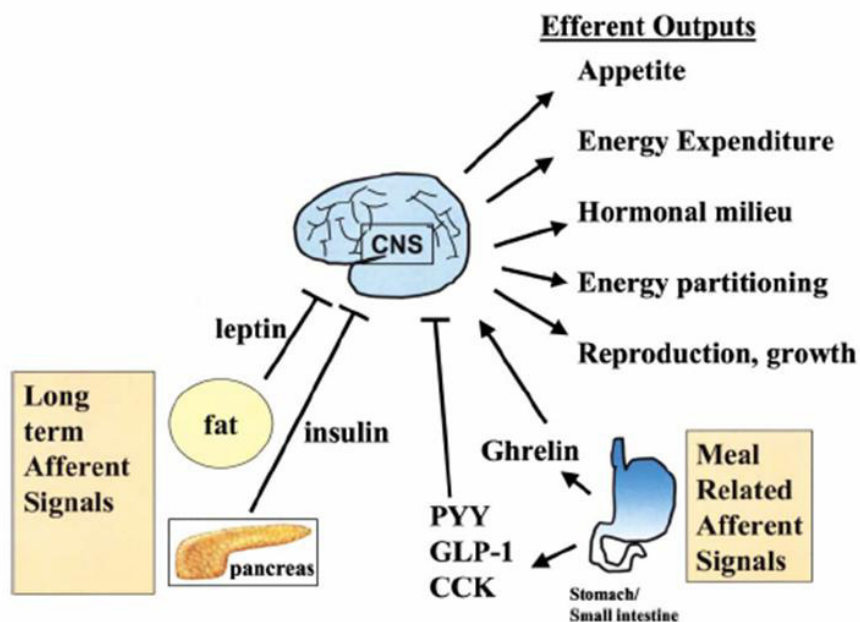 Efferent Outputs
Appetite
Energy Expenditure
Hormonal milieu
Energy partitioning
Reproduction, growth
CNS
leptin
insulin
Long
term
Afferent
Signals
fat
pancreas
Ghrelin
PYY
GLP-1
CCK
Stomach/
Small intestine
Meal
Related
Afferent
Signals